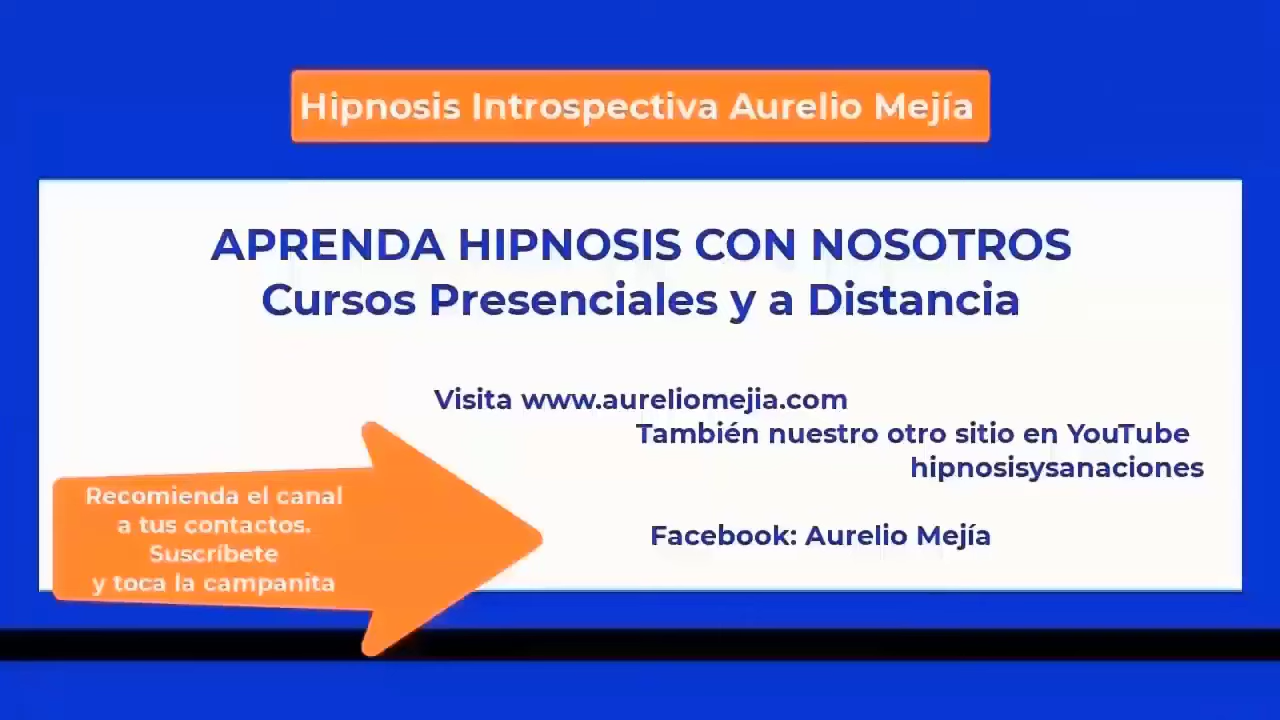 Hipnosis Introspectiva Aurelio Mejía
APRENDA HIPNOSIS CON NOSOTROS
Cursos Presenciales y a Distancia
Visita www.aureliomejia.com
También nuestro otro sitio en YouTube
hipnosisysanaciones
Facebook: Aurelio Mejía
Recomienda el canal
a tus contactos.
Suscríbete
y toca la campanita